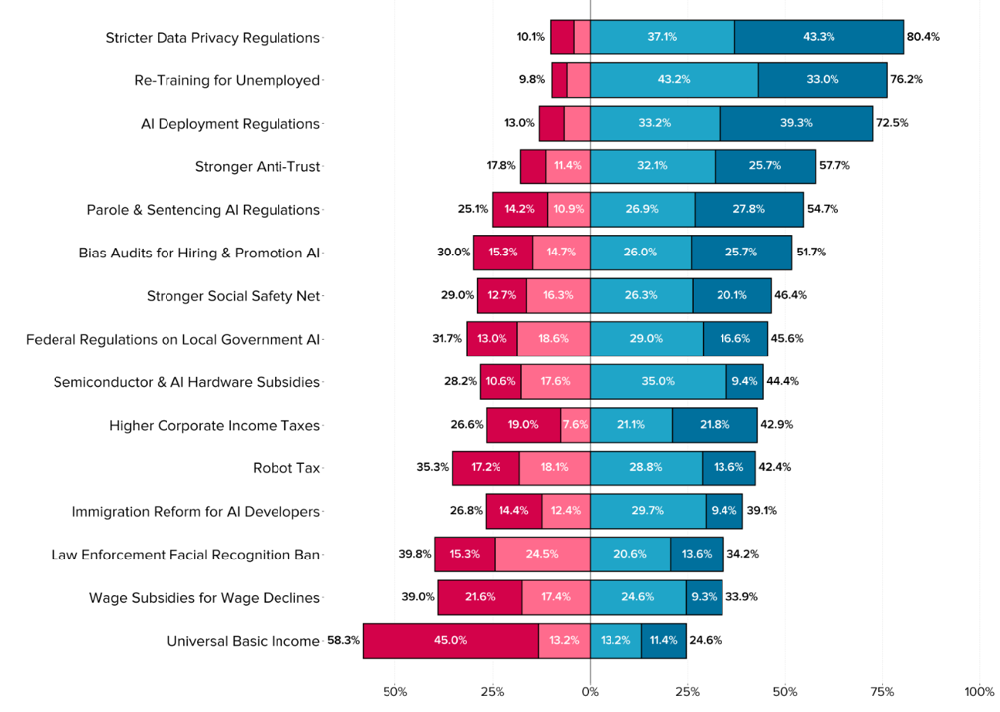 Stricter Data Privacy Regulations 10.1% 37.1% 43.3% 80.4%
Re-Training for Unemployed 9.8% 43.2% 33.0% 76.2%
AI Deployment Regulations 13.0% 33.2% 39.3% 72.5%
Stronger Anti-Trust 17.8% 11.4% 32.1% 25.7% 57.7%
Parole & Sentencing AI Regulations 25.1% 14.2% 10.9% 26.9% 27.8% 54.7%
Bias Audits for Hiring & Promotion AI 30.0% 15.3% 14.7% 26.0% 25.7% 51.7%
Stronger Social Safety Net 29.0% 12.7% 16.3% 26.3% 20.1% 46.4%
Federal Regulations on Local Government AI 31.7% 13.0% 18.6% 29.0% 16.6% 45.6%
Semiconductor & AI Hardware Subsidies 28.2% 10.6% 17.6% 35.0% 9.4% 44.4%
Higher Corporate Income Taxes 26.6% 19.0% 7.6% 21.1% 21.8% 42.9%
Robot Tax 35.3% 17.2% 18.1% 28.8% 13.6% 42.4%
Immigration Reform for AI Developers 26.8% 14.4% 12.4% 29.7% 9.4% 39.1%
Law Enforcement Facial Recognition Ban 39.8% 15.3% 24.5% 20.6% 13.6% 34.2%
Wage Subsidies for Wage Declines 39.0% 21.6% 17.4% 24.6% 9.3% 33.9%
Universal Basic Income 58.3% 45.0% 13.2% 13.2% 11.4% 24.6%
50% 25% 0% 25% 50% 75% 100%